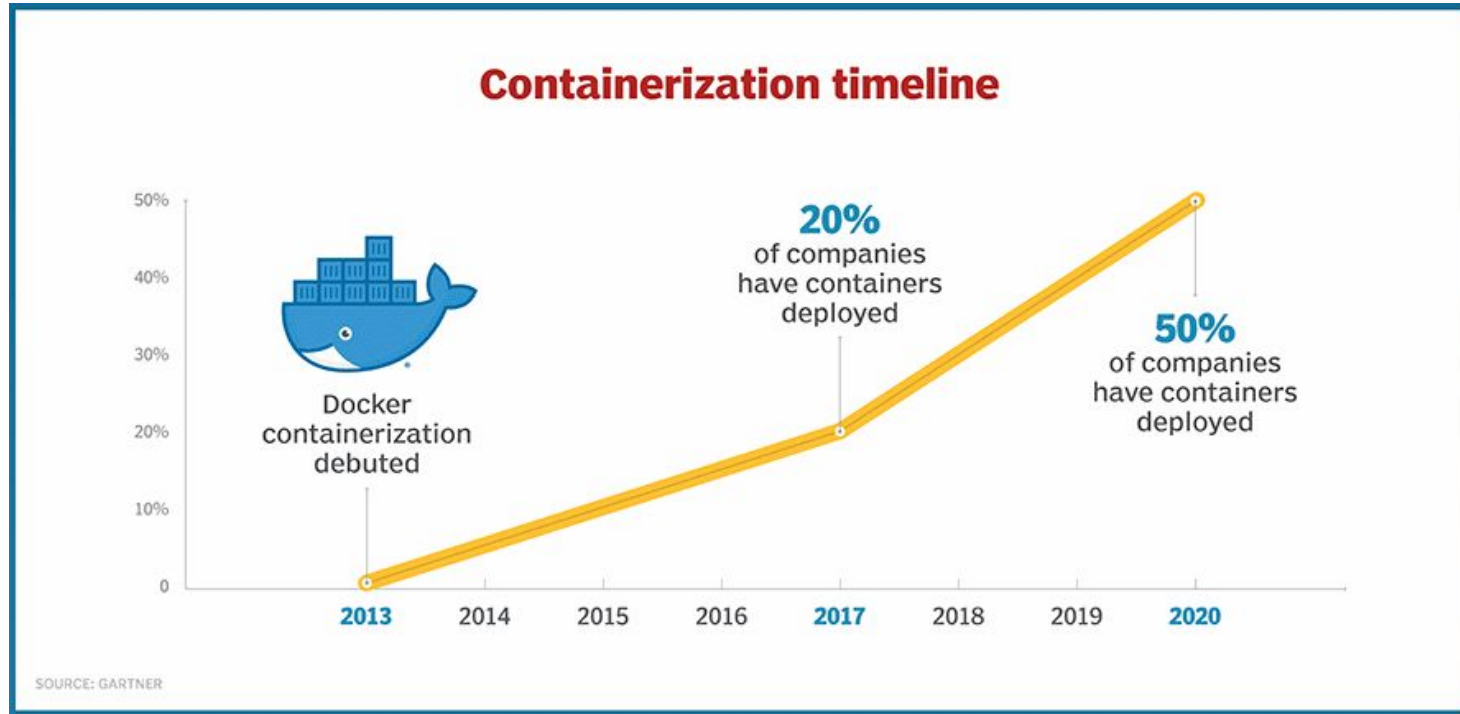 Containerization timeline
50%
40%
30%
20%
10%
0
Docker
containerization
debuted
20%
of companies
have containers
deployed
50%
of companies
have containers
deployed
2013 2014 2015 2016 2017 2018 2019 2020
SOURCE: GARTNER